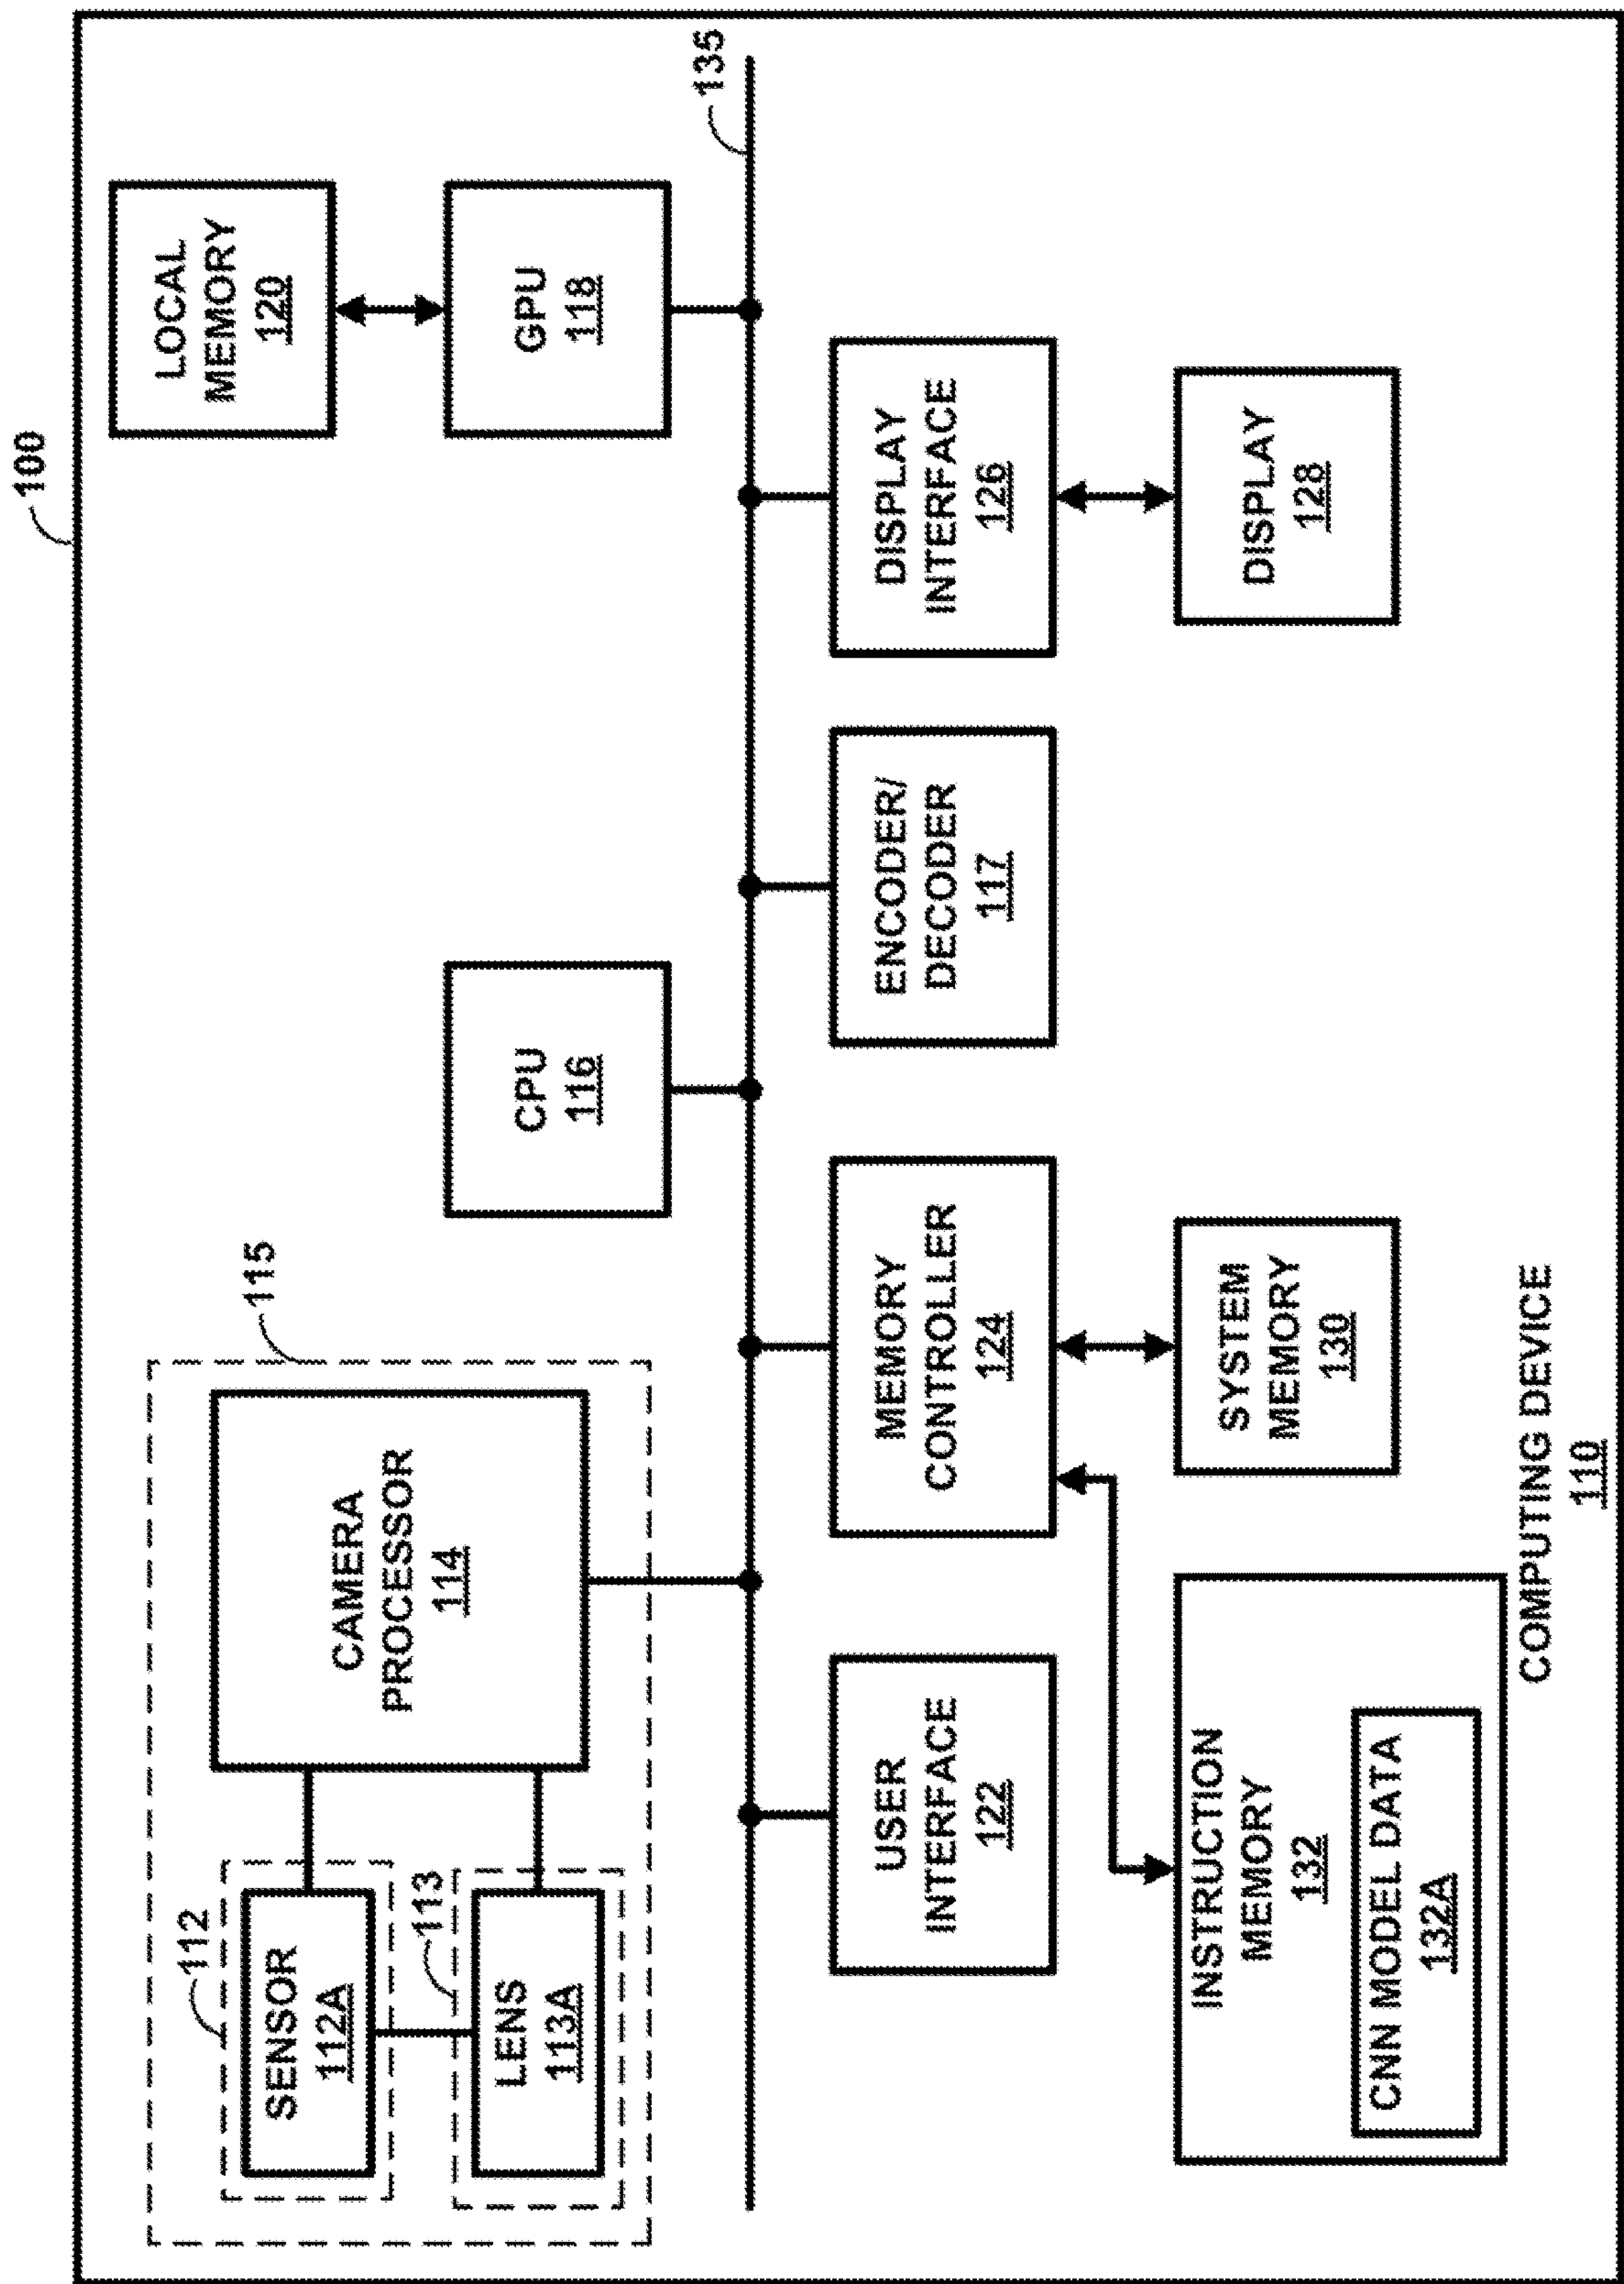 100
115
112
SENSOR
112A
113
LENS
113A
CAMERA
PROCESSOR
114
CPU
116
LOCAL
MEMORY
120
GPU
118
135
USER
INTERFACE
122
MEMORY
CONTROLLER
124
ENCODER/
DECODER
117
DISPLAY
INTERFACE
126
INSTRUCTION
MEMORY
132
CNN MODEL DATA
132A
SYSTEM
MEMORY
130
DISPLAY
128
COMPUTING DEVICE
110